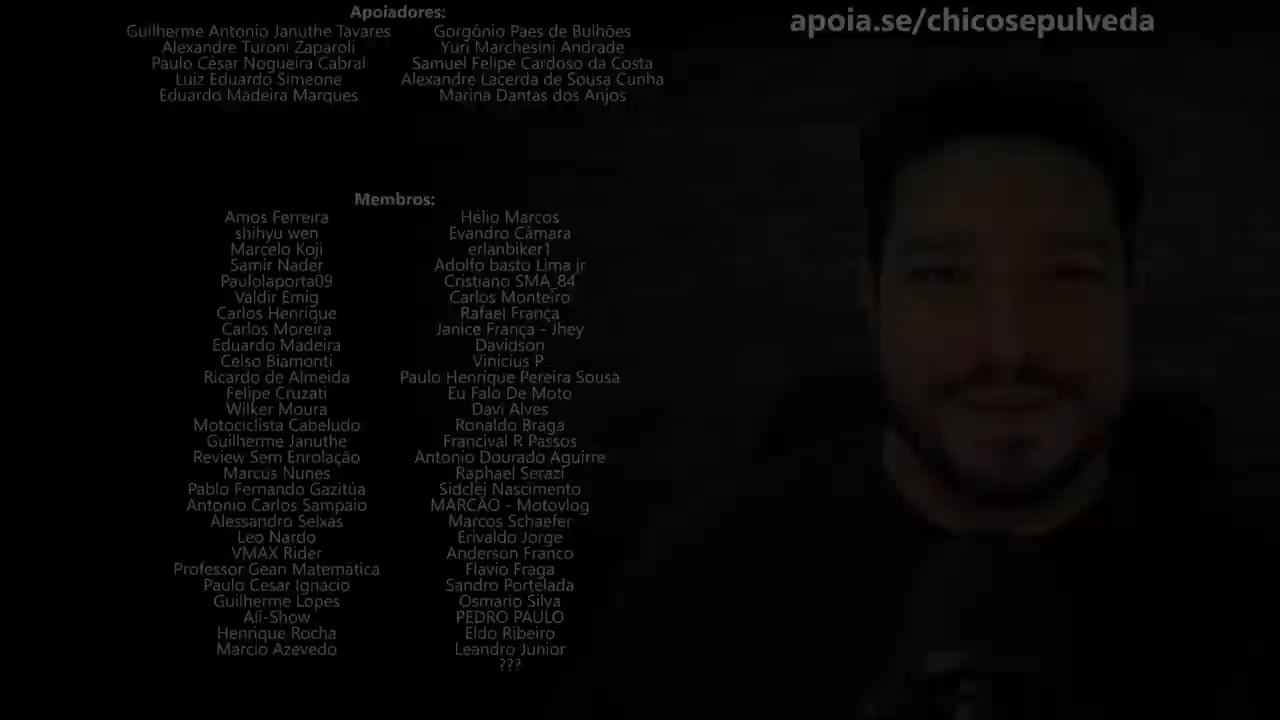 Apoiadores:
Guilherme Antonio Januthe Tavares
Alexandre Turoni Zaparoli
Paulo César Nogueira Cabral
Luiz Eduardo Simeone
Eduardo Madeira Marques
Gorgônio Paes de Bulhões
Yuri Marchesini Andrade
Samuel Felipe Cardoso da Costa
Alexandre Lacerda de Sousa Cunha
Marina Dantas dos Anjos
apoia.se/chicosepulveda
Membros:
Amos Ferreira
shihyu wen
Marcelo Koji
Samir Nader
Paulolaporta09
Valdir Emig
Carlos Henrique
Carlos Moreira
Eduardo Madeira
Celso Biamonti
Ricardo de Almeida
Felipe Cruzati
Wilker Moura
Motociclista Cabeludo
Guilherme Januthe
Review Sem Enrolação
Marcus Nunes
Pablo Fernando Gazitúa
Antonio Carlos Sampaio
Alessandro Seixas
Leo Nardo
VMAX Rider
Professor Gean Matemática
Paulo Cesar Ignacio
Guilherme Lopes
All-Show
Henrique Rocha
Marcio Azevedo
Hélio Marcos
Evandro Câmara
erlanbiker1
Adolfo basto Lima jr
Cristiano SMA_84
Carlos Monteiro
Rafael França
Janice França - Jhey
Davidson
Vinicius P.
Paulo Henrique Pereira Sousa
Eu Falo De Moto
Davi Alves
Ronaldo Braga
Francival R Passos
Antonio Dourado Aguirre
Raphael Serazi
Sidclej Nascimento
MARCÃO - Motovlog
Marcos Schaefer
Erivaldo Jorge
Anderson Franco
Flavio Fraga
Sandro Portelada
Osmario Silva
PEDRO PAULO
Eldo Ribeiro
Leandro Junior
???